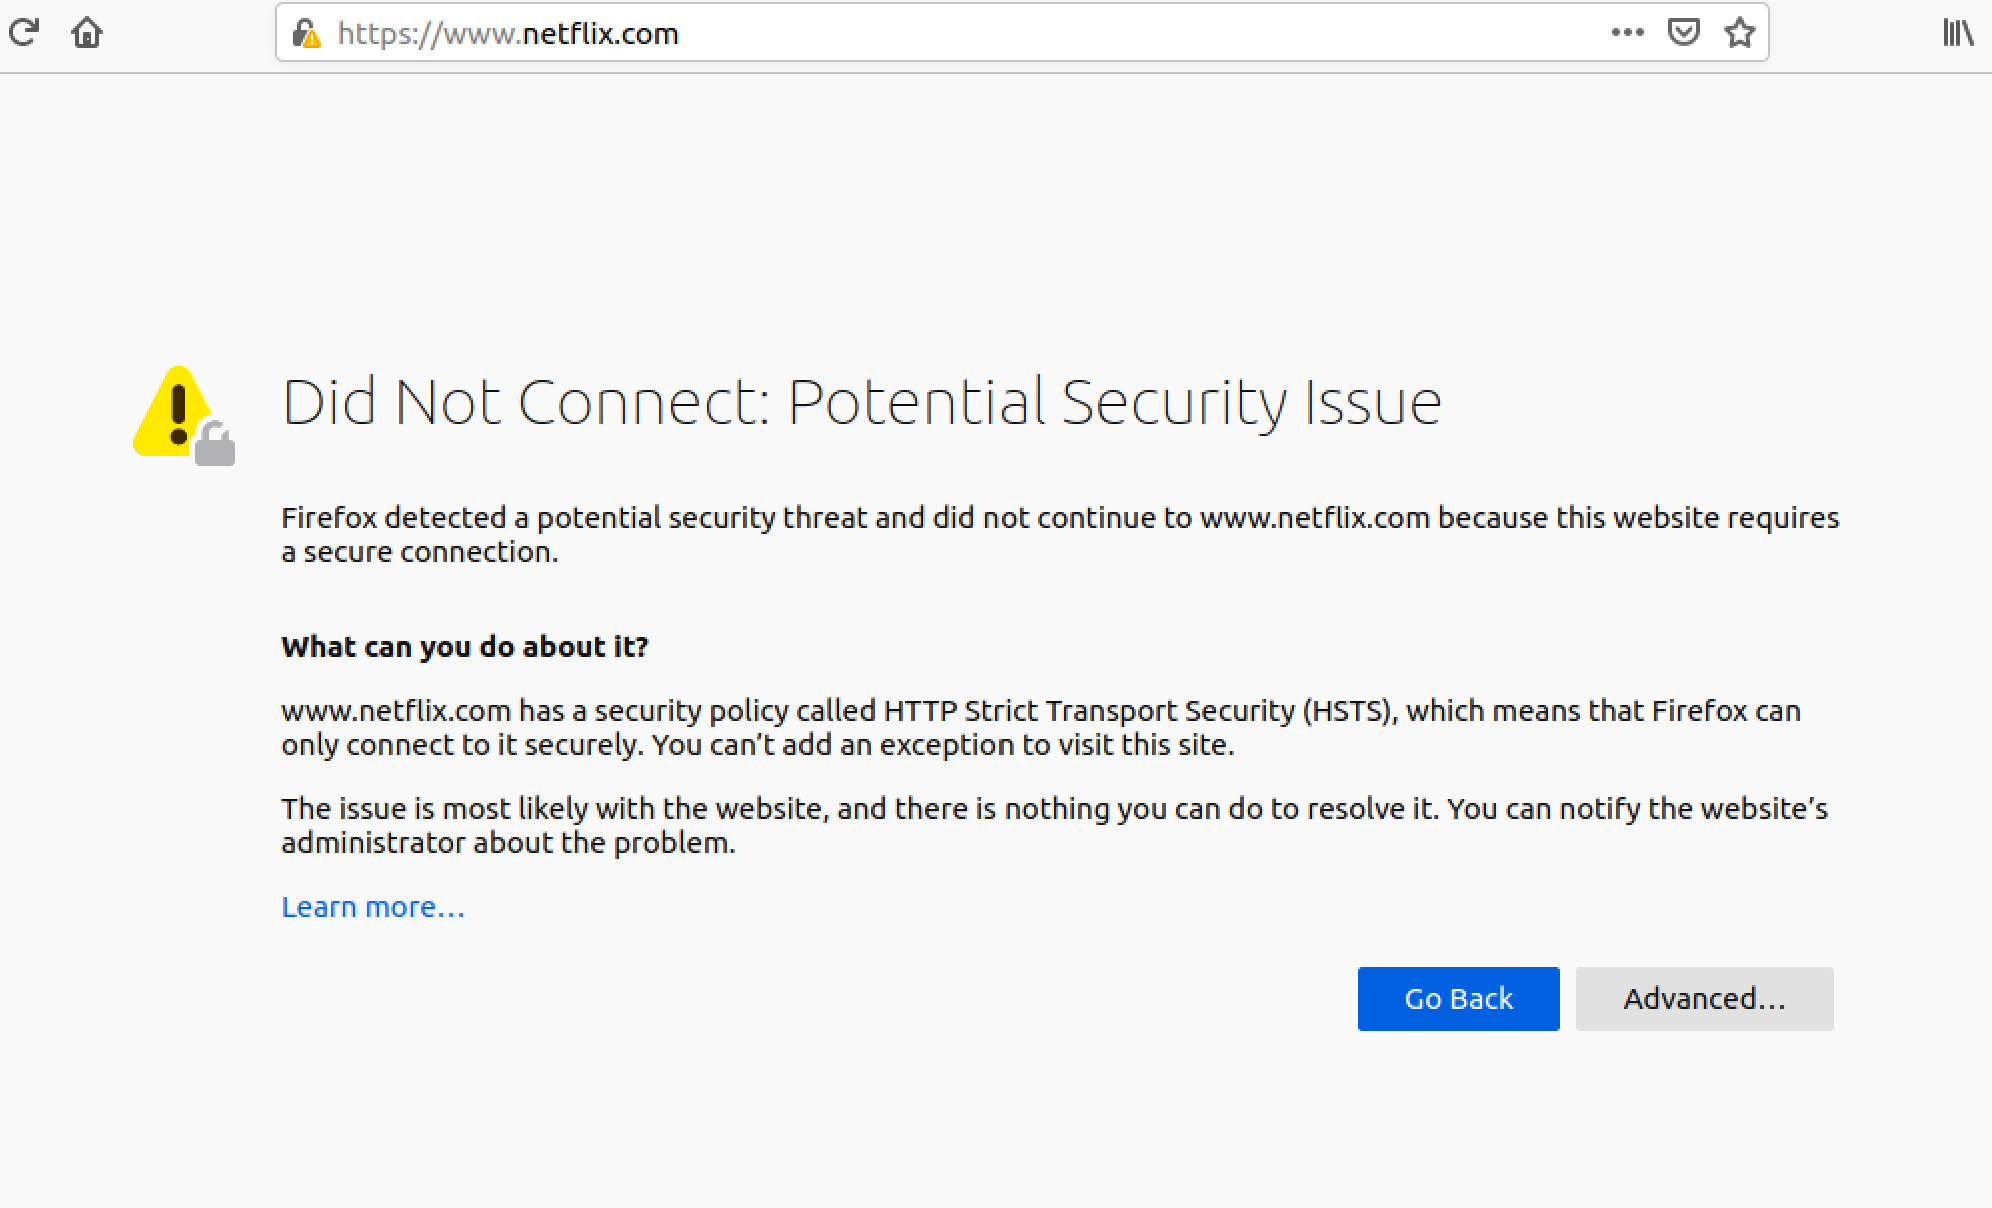 https://www.netflix.com
Did Not Connect: Potential Security Issue
Firefox detected a potential security threat and did not continue to www.netflix.com because this website requires
a secure connection.
What can you do about it?
www.netflix.com has a security policy called HTTP Strict Transport Security (HSTS), which means that Firefox can
only connect to it securely. You can’t add an exception to visit this site.
The issue is most likely with the website, and there is nothing you can do to resolve it. You can notify the website’s
administrator about the problem.
Learn more…
Go Back
Advanced…